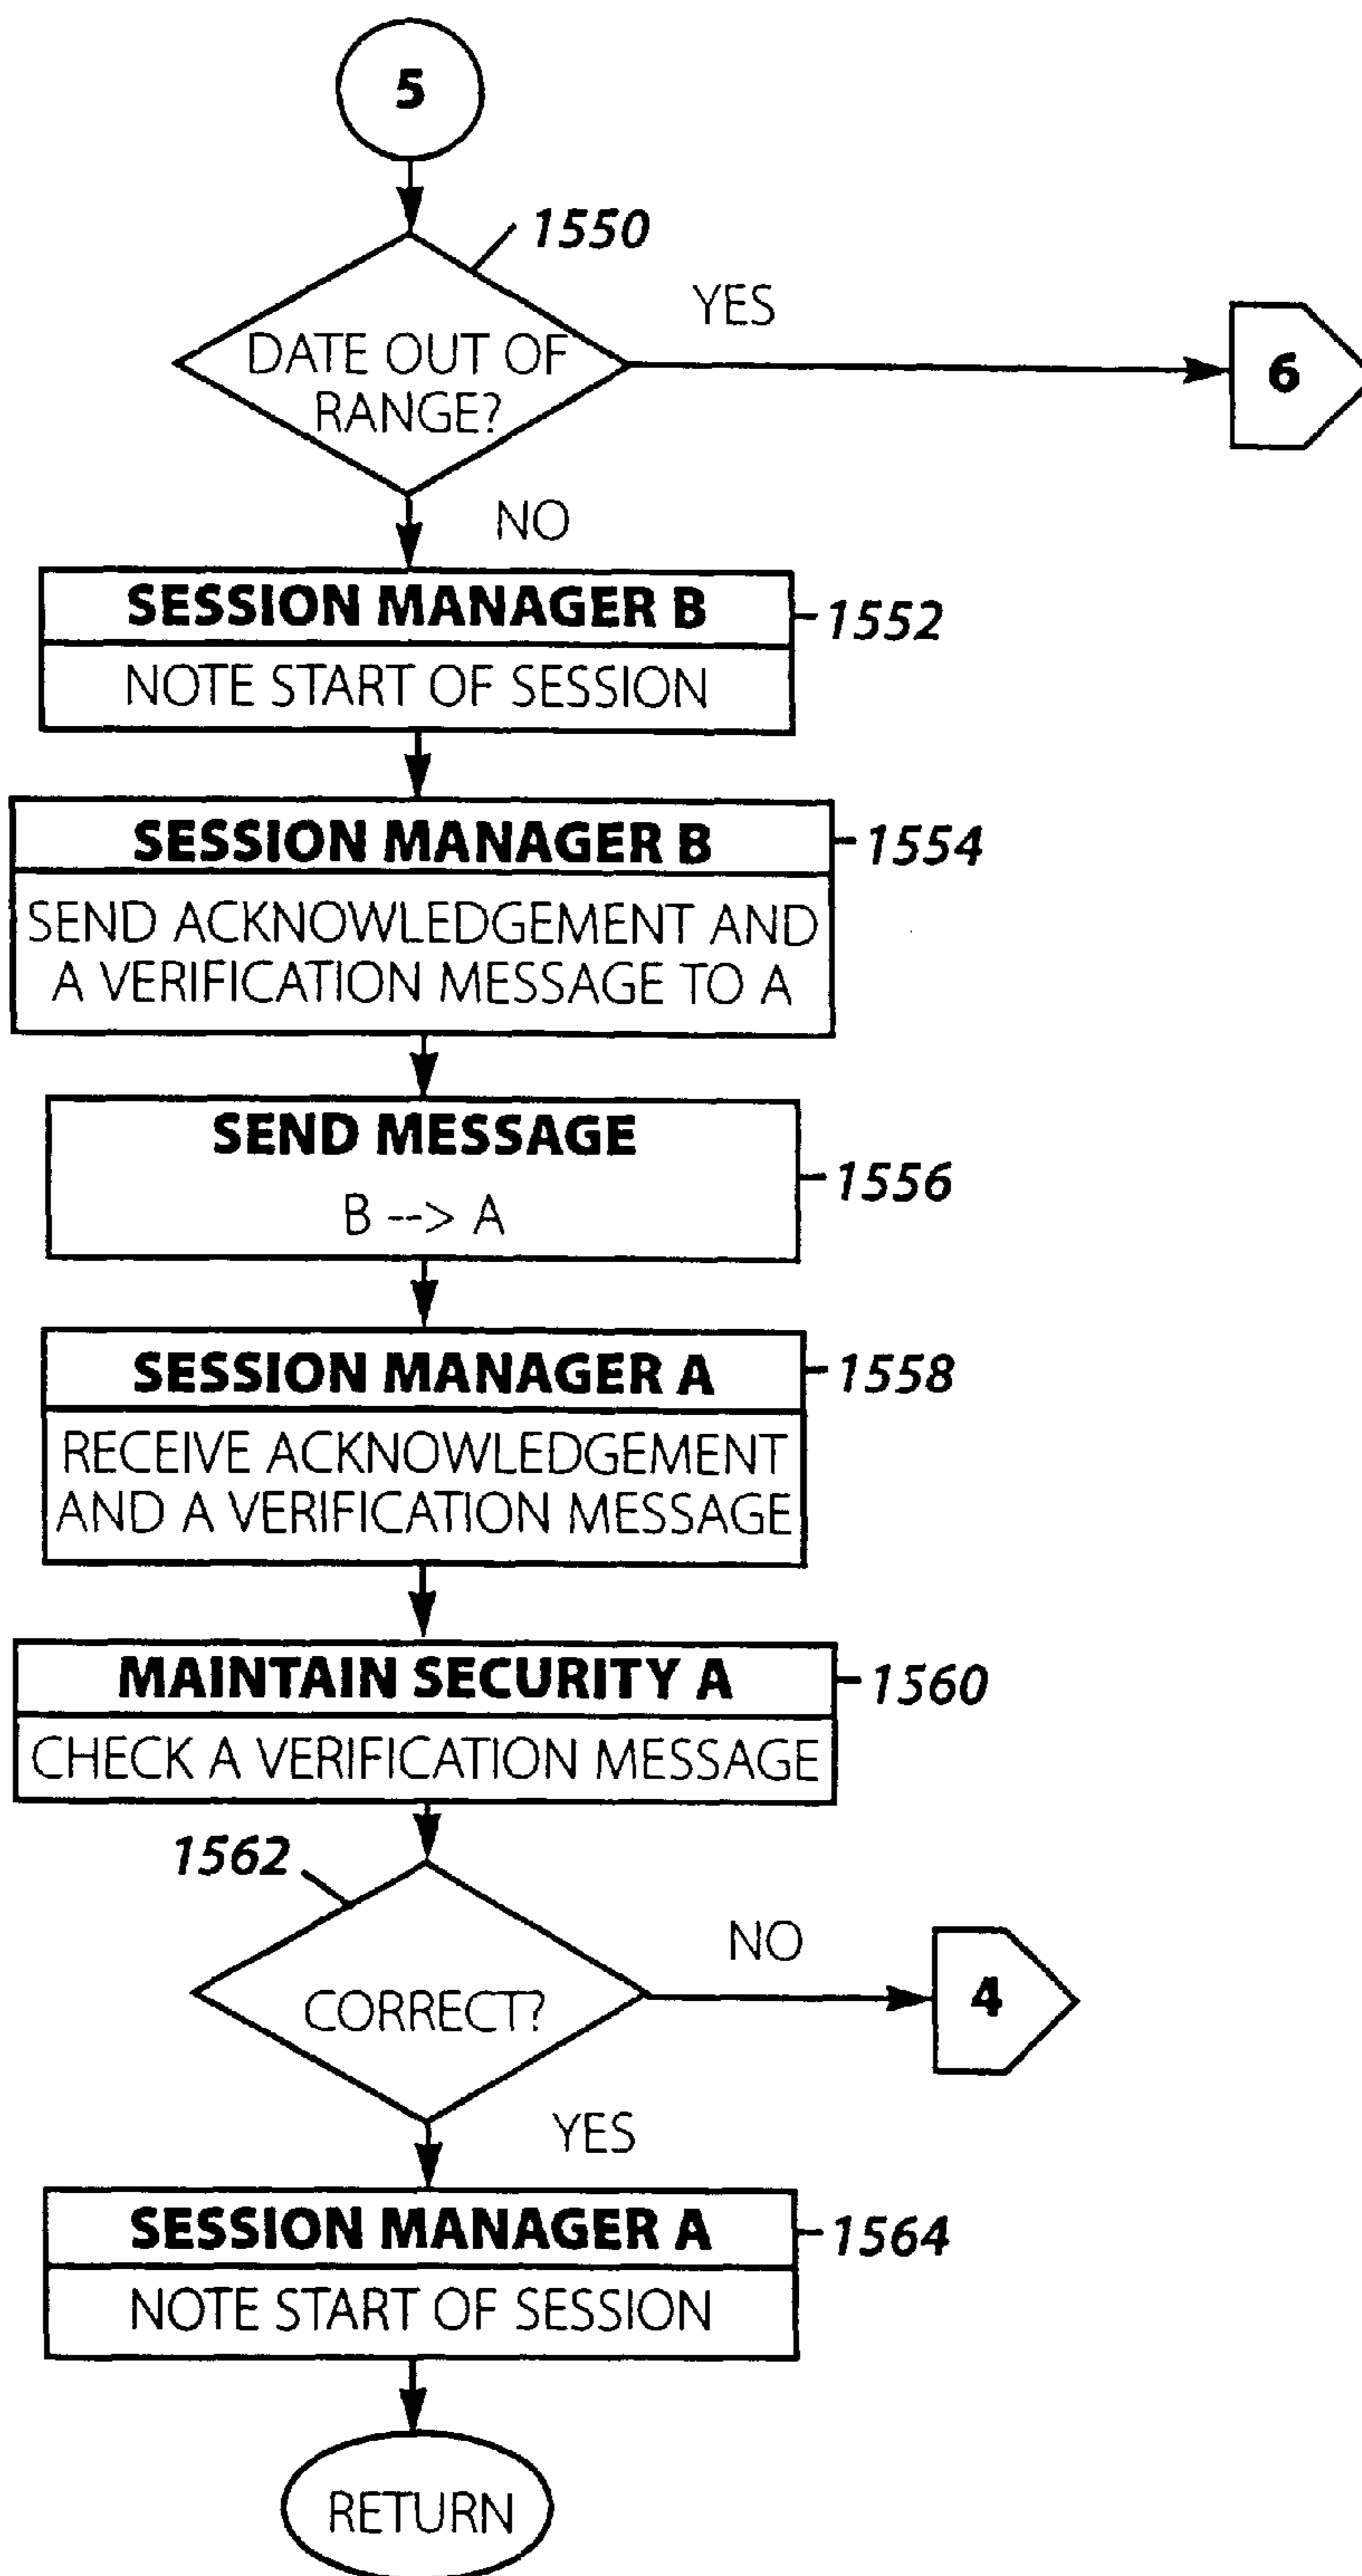 5
1550
YES
DATE OUT OF
RANGE?
6
NO
SESSION MANAGER B
1552
NOTE START OF SESSION
SESSION MANAGER B
1554
SEND ACKNOWLEDGEMENT AND
A VERIFICATION MESSAGE TO A
SEND MESSAGE
1556
B --> A
SESSION MANAGER A
1558
RECEIVE ACKNOWLEDGEMENT
AND A VERIFICATION MESSAGE
MAINTAIN SECURITY A
1560
CHECK A VERIFICATION MESSAGE
1562
NO
CORRECT?
4
YES
SESSION MANAGER A
1564
NOTE START OF SESSION
RETURN